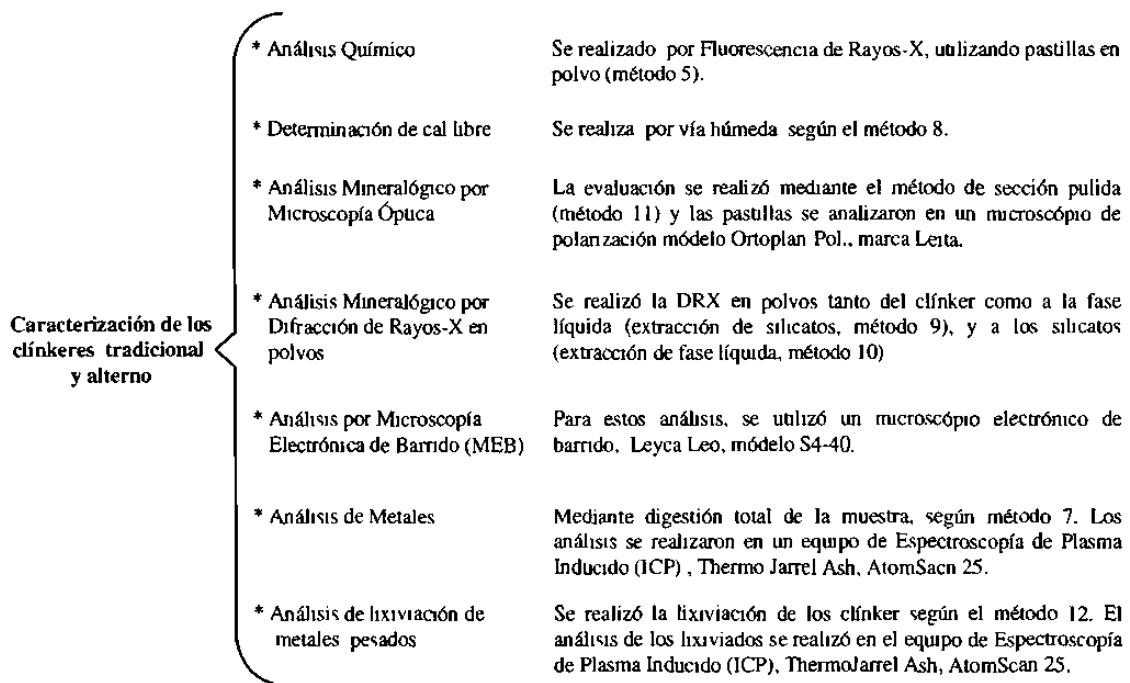 * Análisis Químico
Se realizado por Fluorescencia de Rayos-X, utilizando pastillas en
polvo (método 5).
* Determinación de cal libre
Se realiza por vía húmeda según el método 8.
* Análisis Mineralógico por
Microscopía Óptica
La evaluación se realizó mediante el método de sección pulida
(método 11) y las pastillas se analizaron en un microscópio de
polarización módelo Ortoplan Pol., marca Leita.
Caracterización de los
clínkeres tradicional
y alterno
* Análisis Mineralógico por
Difracción de Rayos-X en
polvos
Se realizó la DRX en polvos tanto del clínker como a la fase
líquida (extracción de silicatos, método 9), y a los silicatos
(extracción de fase líquida, método 10)
* Análisis por Microscopía
Electrónica de Barrido (MEB)
Para estos análisis, se utilizó un microscópio electrónico de
barrido, Leyca Leo, módelo S4-40.
* Análisis de Metales
Mediante digestión total de la muestra, según método 7. Los
análisis se realizaron en un equipo de Espectroscopía de Plasma
Inducido (ICP) , Thermo Jarrel Ash, AtomSacn 25.
* Análisis de lixiviación de
metales pesados
Se realizó la lixiviación de los clínker según el método 12. El
análisis de los lixiviados se realizó en el equipo de Espectroscopía
de Plasma Inducido (ICP), ThermoJarrel Ash, AtomScan 25.